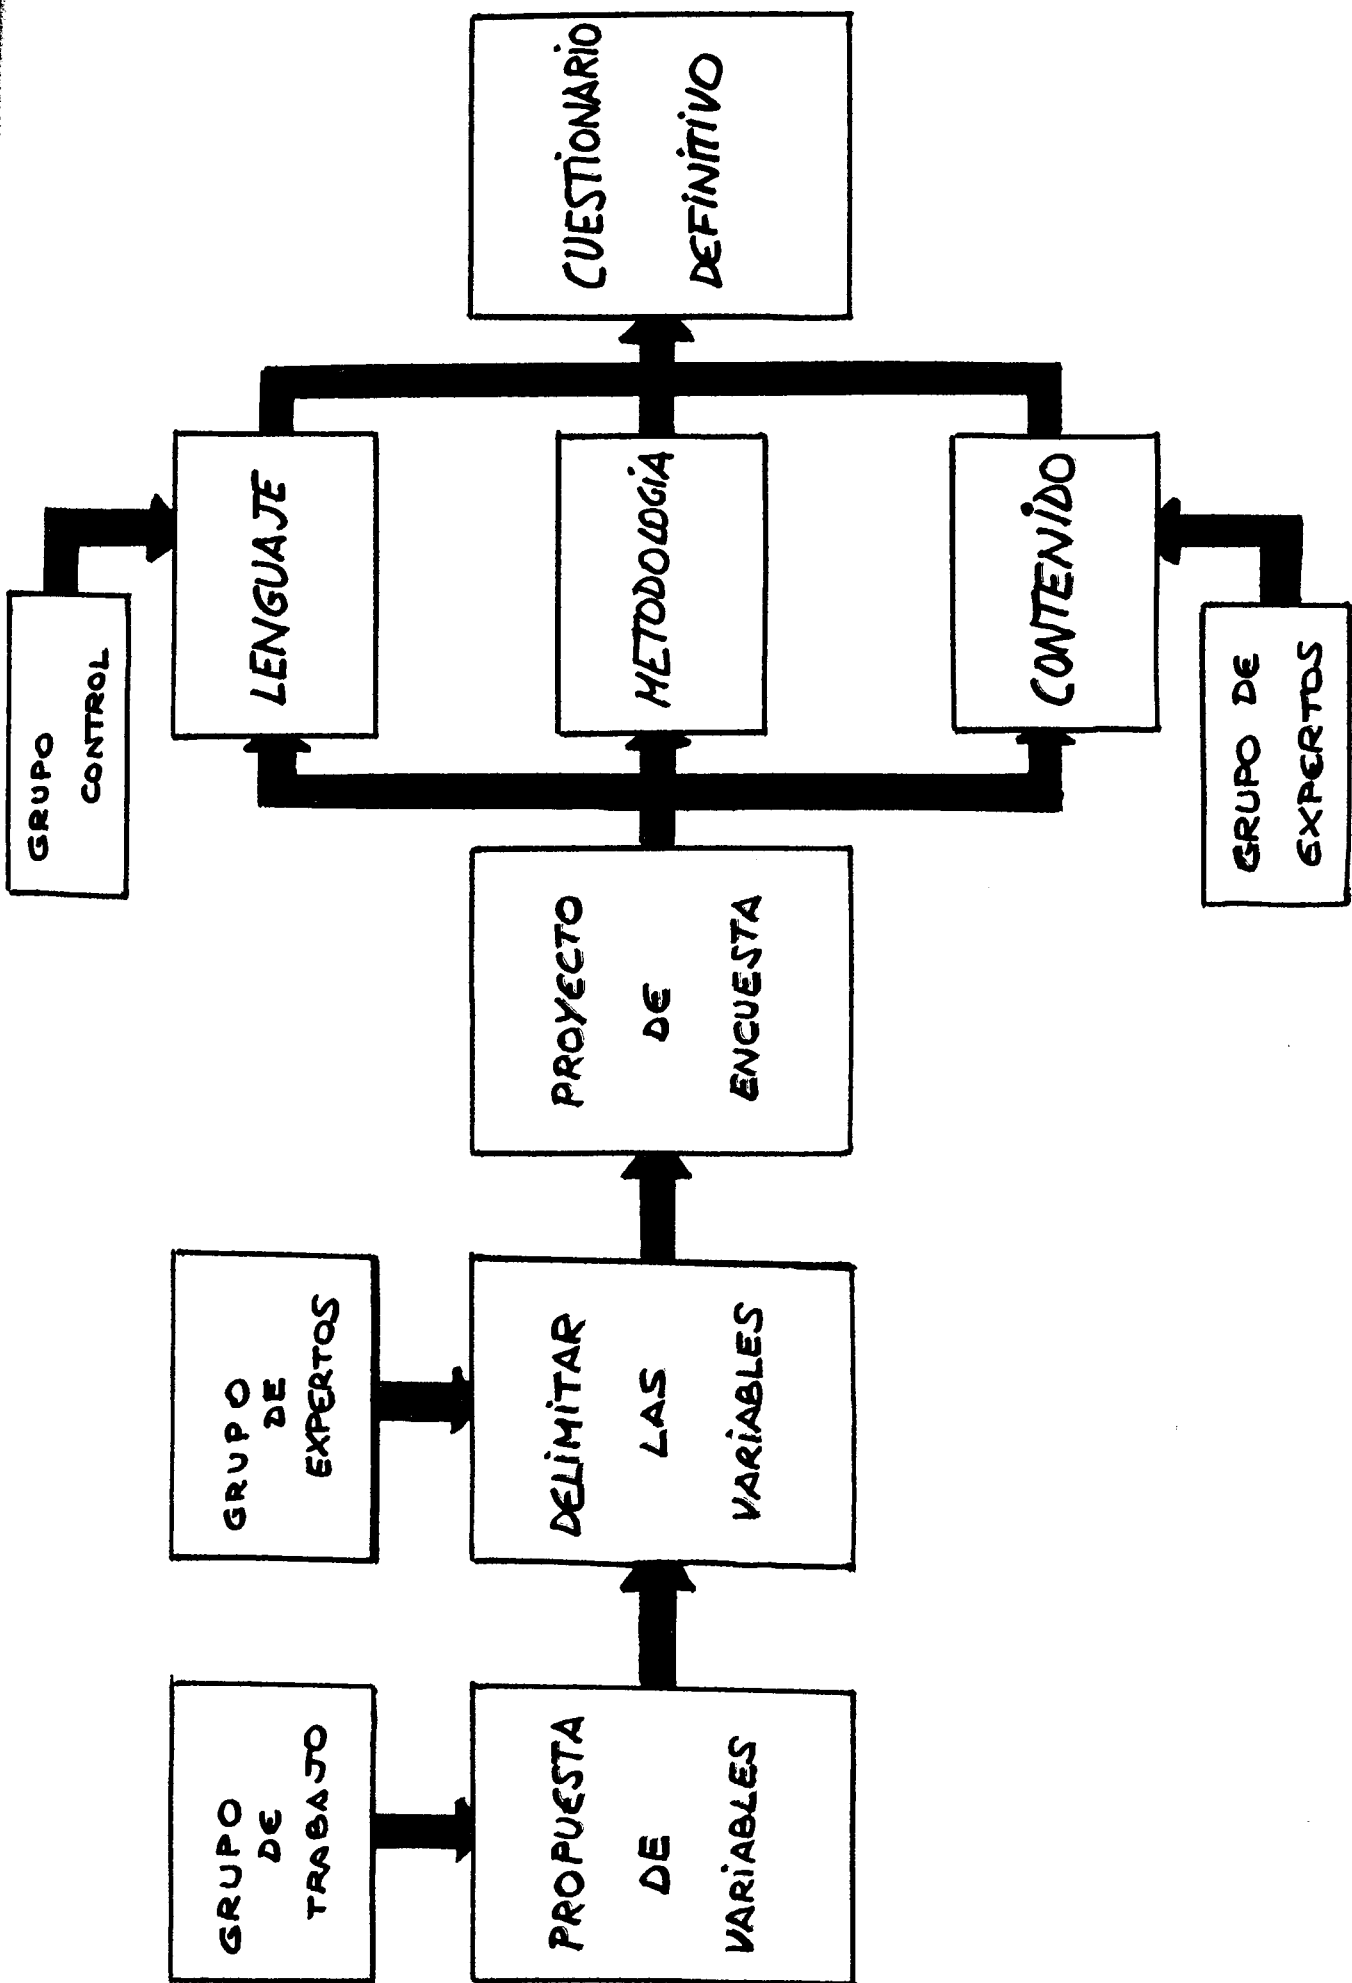 GRUPO
DE
TRABAJO
PROPUESTA
DE
VARIABLES
GRUPO
DE
EXPERTOS
DELIMITAR
LAS
VARIABLES
PROYECTO
DE
ENCUESTA
GRUPO
CONTROL
LENGUAJE
METODOLOGIA
CONTENIDO
GRUPO DE
EXPERTOS
CUESTIONARIO
DEFINITIVO